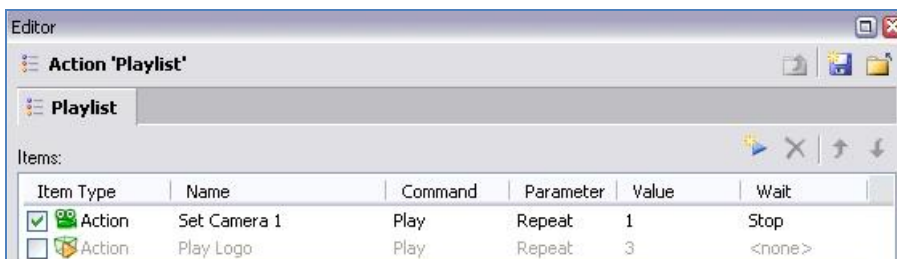 Editor
Action 'Playlist'
Playlist
Items:
Item Type Name Command Parameter Value Wait
Action Set Camera 1 Play Repeat 1 Stop
Action Play Logo Play Repeat 3 <none>